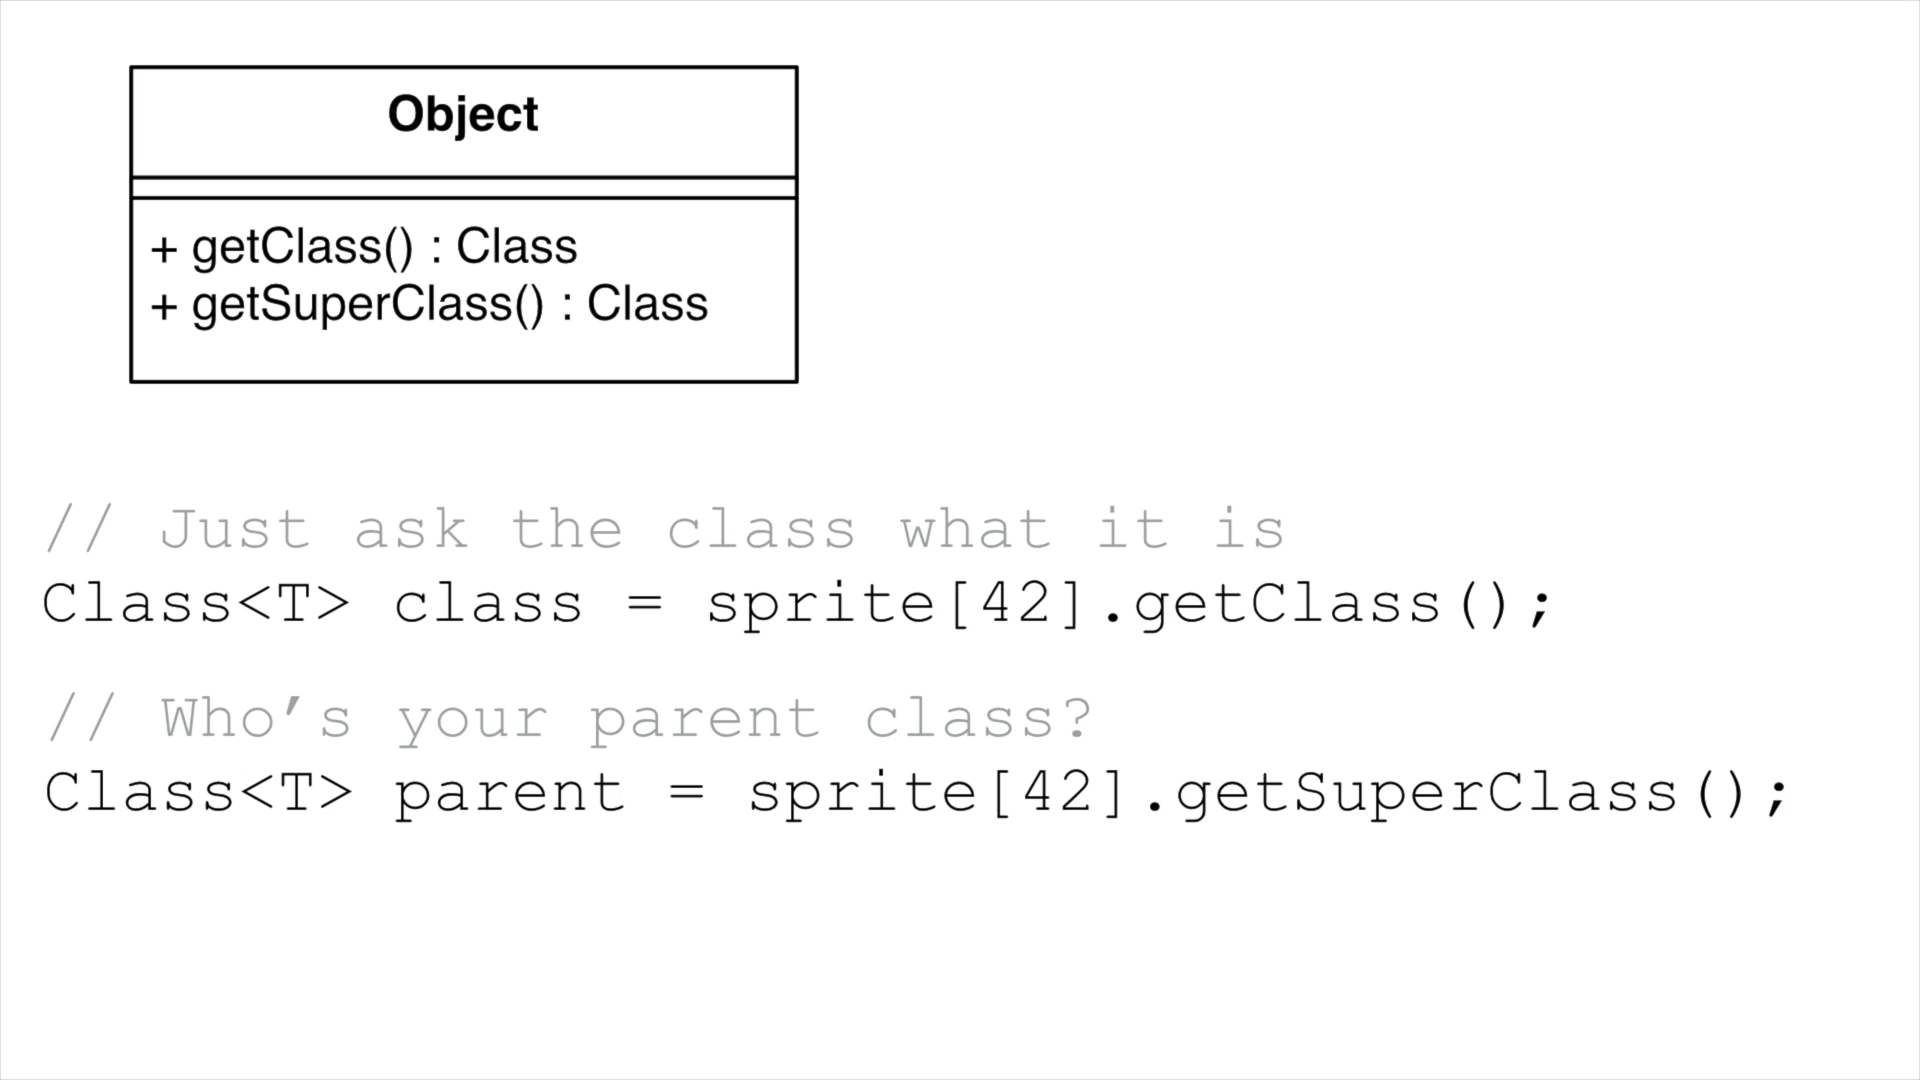 Object
+ getClass() : Class
+ getSuperClass() : Class
// Just ask the class what it is
Class<T> class = sprite[42].getClass();
// Who’s your parent class?
Class<T> parent = sprite[42].getSuperClass();